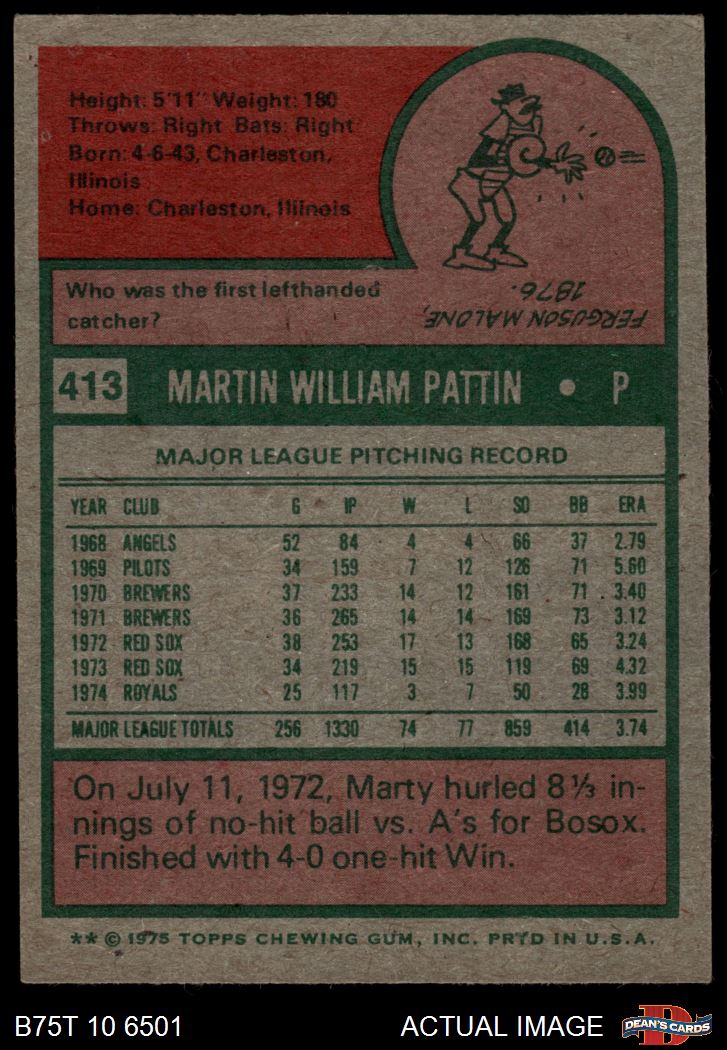 Height: 5'11" Weight: 180
Throws: Right Bats: Right
Born: 4-6-43, Charleston,
Illinois
Home: Charleston, Illinois
Who was the first lefthanded
catcher?
FERGUSON MALONE,
1876.
413 MARTIN WILLIAM PATTIN • P
MAJOR LEAGUE PITCHING RECORD
YEAR CLUB G IP W L SO BB ERA
1968 ANGELS 52 84 4 4 66 37 2.79
1969 PILOTS 34 159 7 12 126 71 5.60
1970 BREWERS 37 233 14 12 161 71 3.40
1971 BREWERS 36 265 14 14 169 73 3.12
1972 RED SOX 38 253 17 13 168 65 3.24
1973 RED SOX 34 219 15 15 119 69 4.32
1974 ROYALS 25 117 3 7 50 28 3.99
MAJOR LEAGUE TOTALS 256 1330 74 77 859 414 3.74
On July 11, 1972, Marty hurled 8⅓ in-
nings of no-hit ball vs. A's for Bosox.
Finished with 4-0 one-hit Win.
** © 1975 TOPPS CHEWING GUM, INC. PRTD IN U.S.A.
B75T 10 6501 ACTUAL IMAGE D DEAN'S CARDS